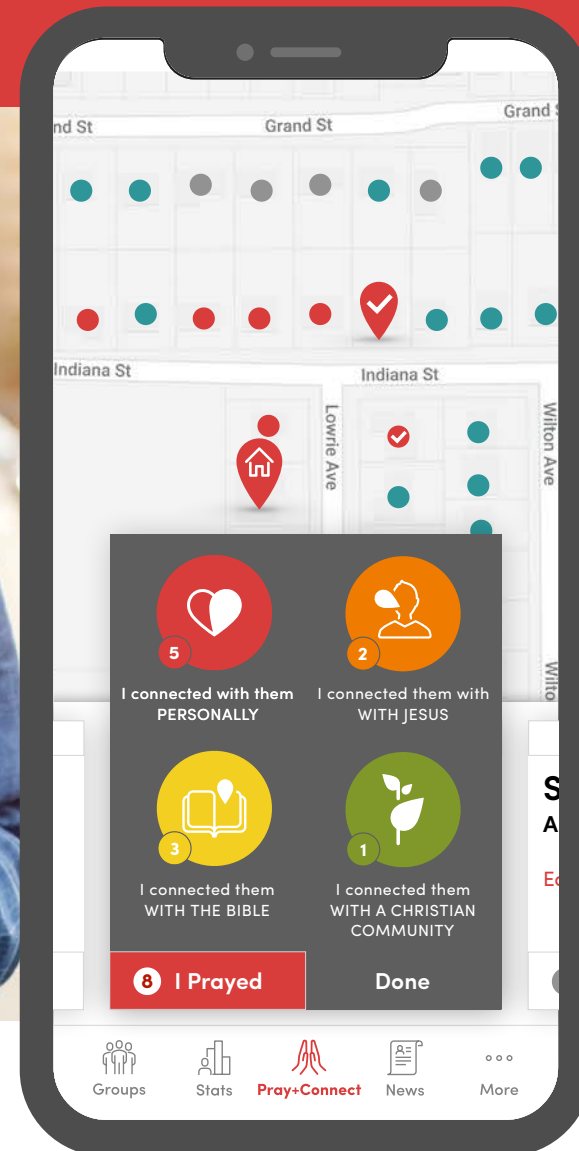 nd St
Grand St
Grand
Indiana St
Indiana St
Lowrie Ave
Wilton Ave
Wilto
5
I connected with them
PERSONALLY
2
I connected them with
WITH JESUS
3
I connected them
WITH THE BIBLE
1
I connected them
WITH A CHRISTIAN
COMMUNITY
S
A
8 I Prayed
Done
Groups
Stats
Pray+Connect
News
More